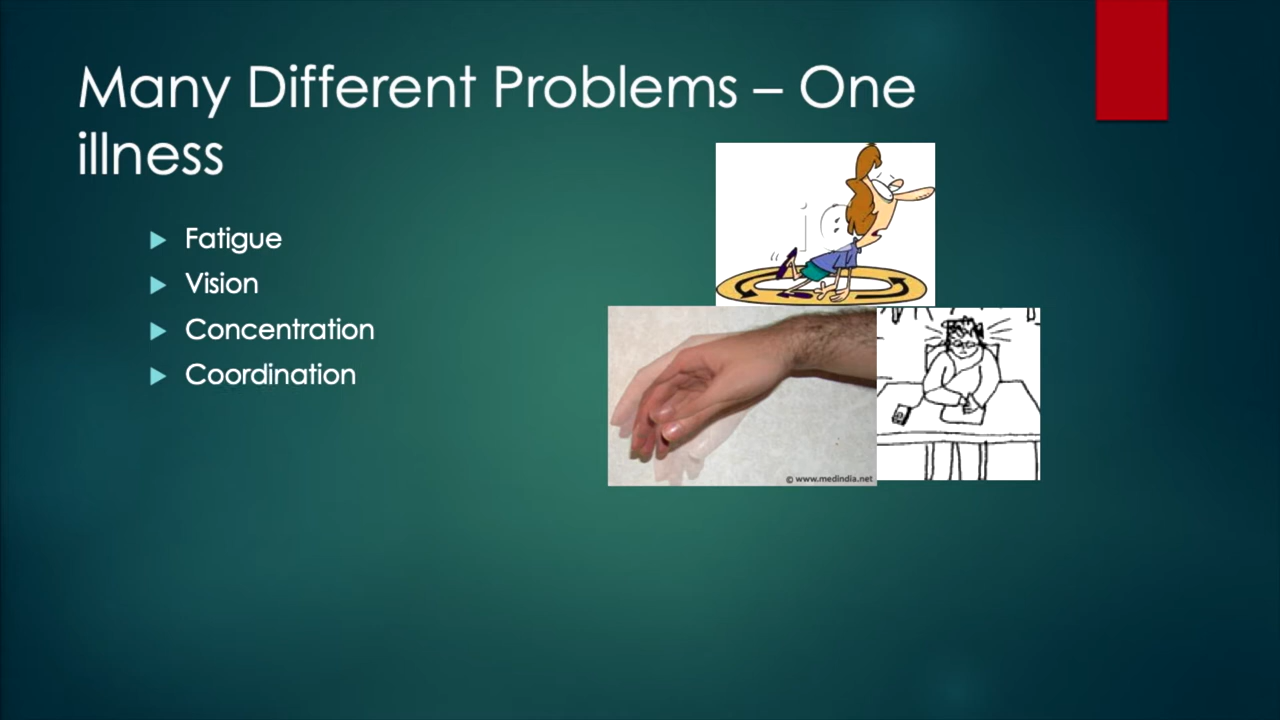 Many Different Problems – One
illness
Fatigue
Vision
Concentration
Coordination
© www.medindia.net